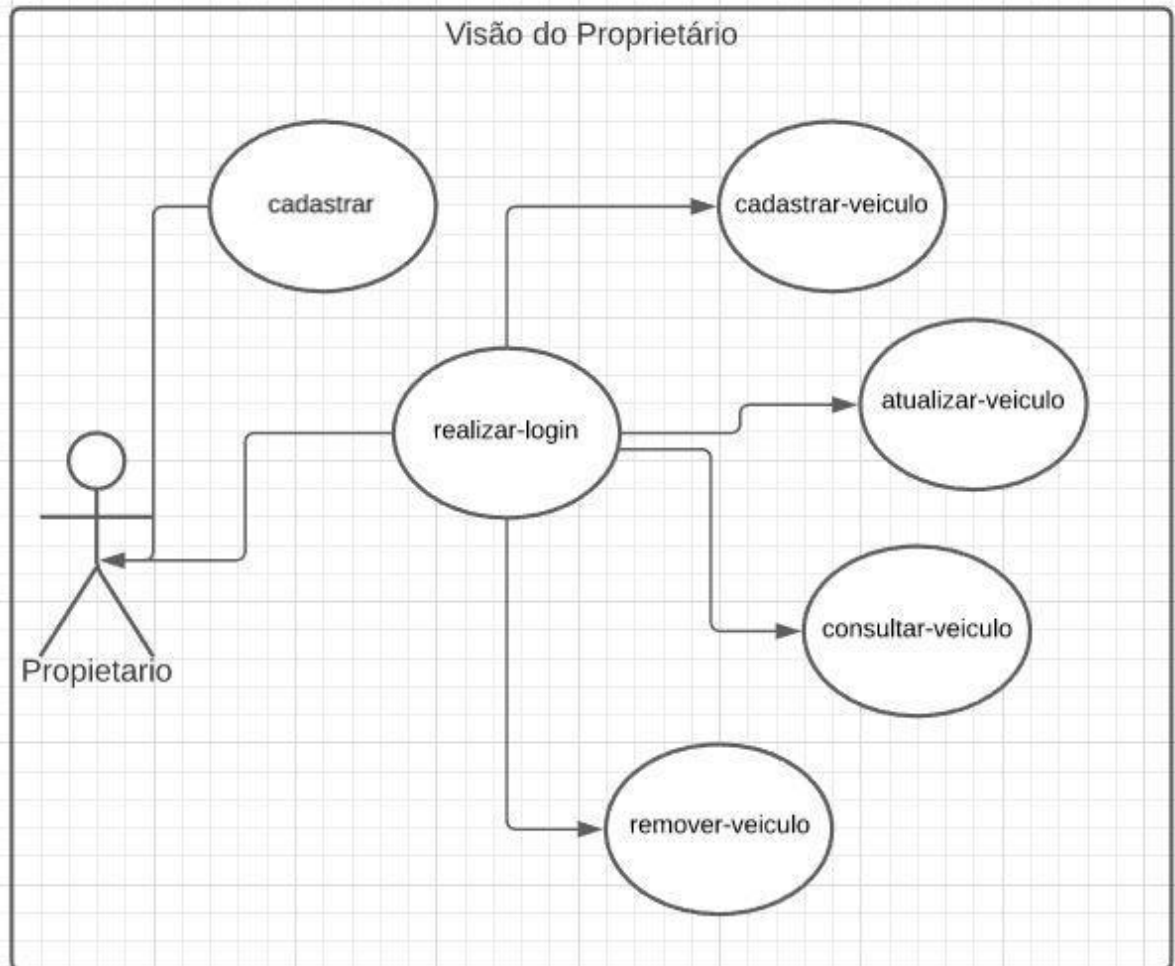 Visão do Proprietário
cadastrar
cadastrar-veiculo
atualizar-veiculo
realizar-login
consultar-veiculo
Propietario
remover-veiculo